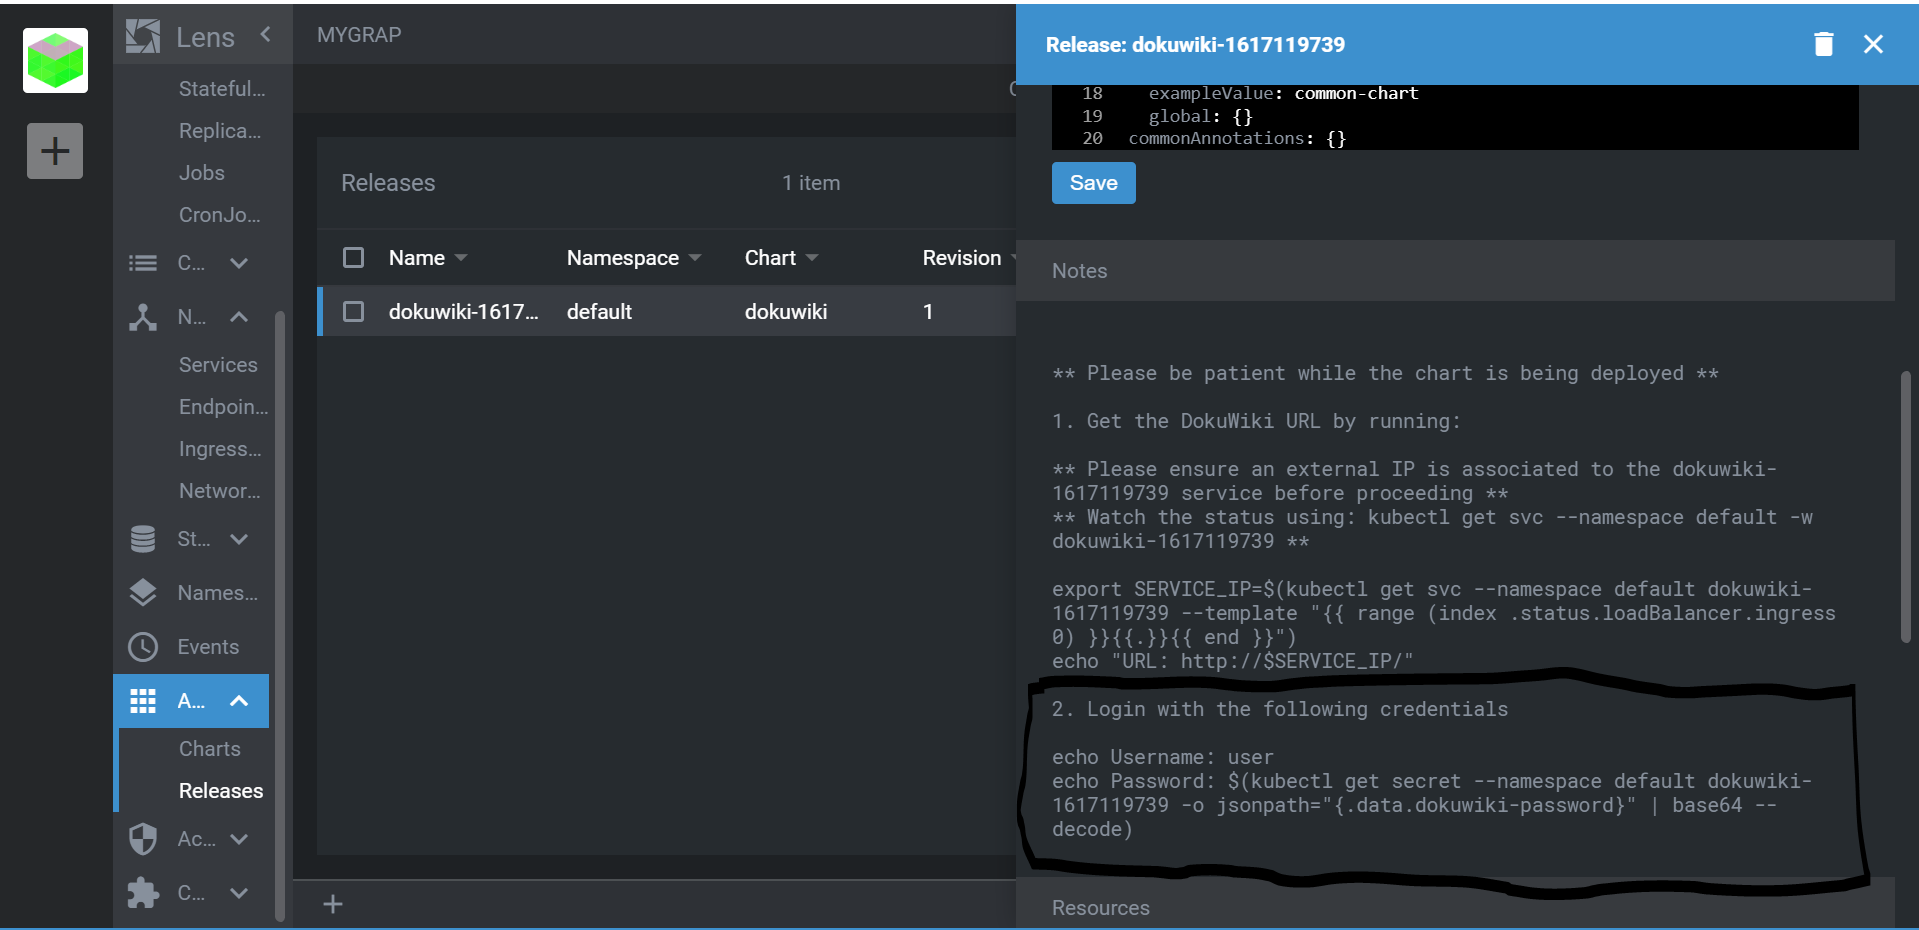 Lens
MYGRAP
Stateful...
Replica...
Jobs
CronJo...
C...
N...
Services
Endpoin...
Ingress...
Networ...
St...
Names...
Events
A...
Charts
Releases
Ac...
C...
Releases
1 item
Name
Namespace
Chart
Revision
dokuwiki-1617...
default
dokuwiki
1
Release: dokuwiki-1617119739
18 exampleValue: common-chart
19 global: {}
20 commonAnnotations: {}
Save
Notes
** Please be patient while the chart is being deployed **
1. Get the DokuWiki URL by running:
** Please ensure an external IP is associated to the dokuwiki-
1617119739 service before proceeding **
** Watch the status using: kubectl get svc --namespace default -w
dokuwiki-1617119739 **
export SERVICE_IP=$(kubectl get svc --namespace default dokuwiki-
1617119739 --template "{{ range (index .status.loadBalancer.ingress
0) }}{{.}}{{ end }}")
echo "URL: http://$SERVICE_IP/"
2. Login with the following credentials
echo Username: user
echo Password: $(kubectl get secret --namespace default dokuwiki-
1617119739 -o jsonpath="{.data.dokuwiki-password}" | base64 --
decode)
Resources